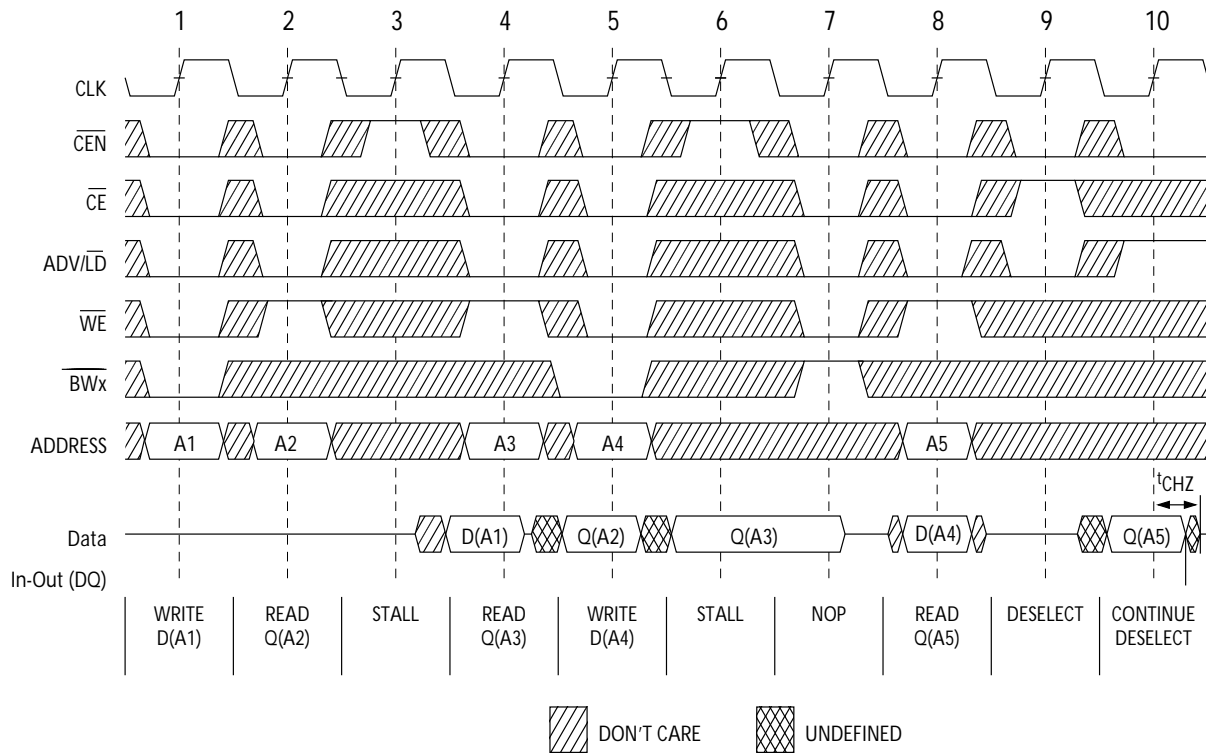 1 2 3 4 5 6 7 8 9 10
CLK
CEN
CE
ADV/LD
WE
BWx
ADDRESS A1 A2 A3 A4 A5
tCHZ
Data D(A1) Q(A2) Q(A3) D(A4) Q(A5)
In-Out (DQ)
WRITE READ STALL READ WRITE STALL NOP READ DESELECT CONTINUE
D(A1) Q(A2) Q(A3) D(A4) Q(A5) DESELECT
DON'T CARE UNDEFINED